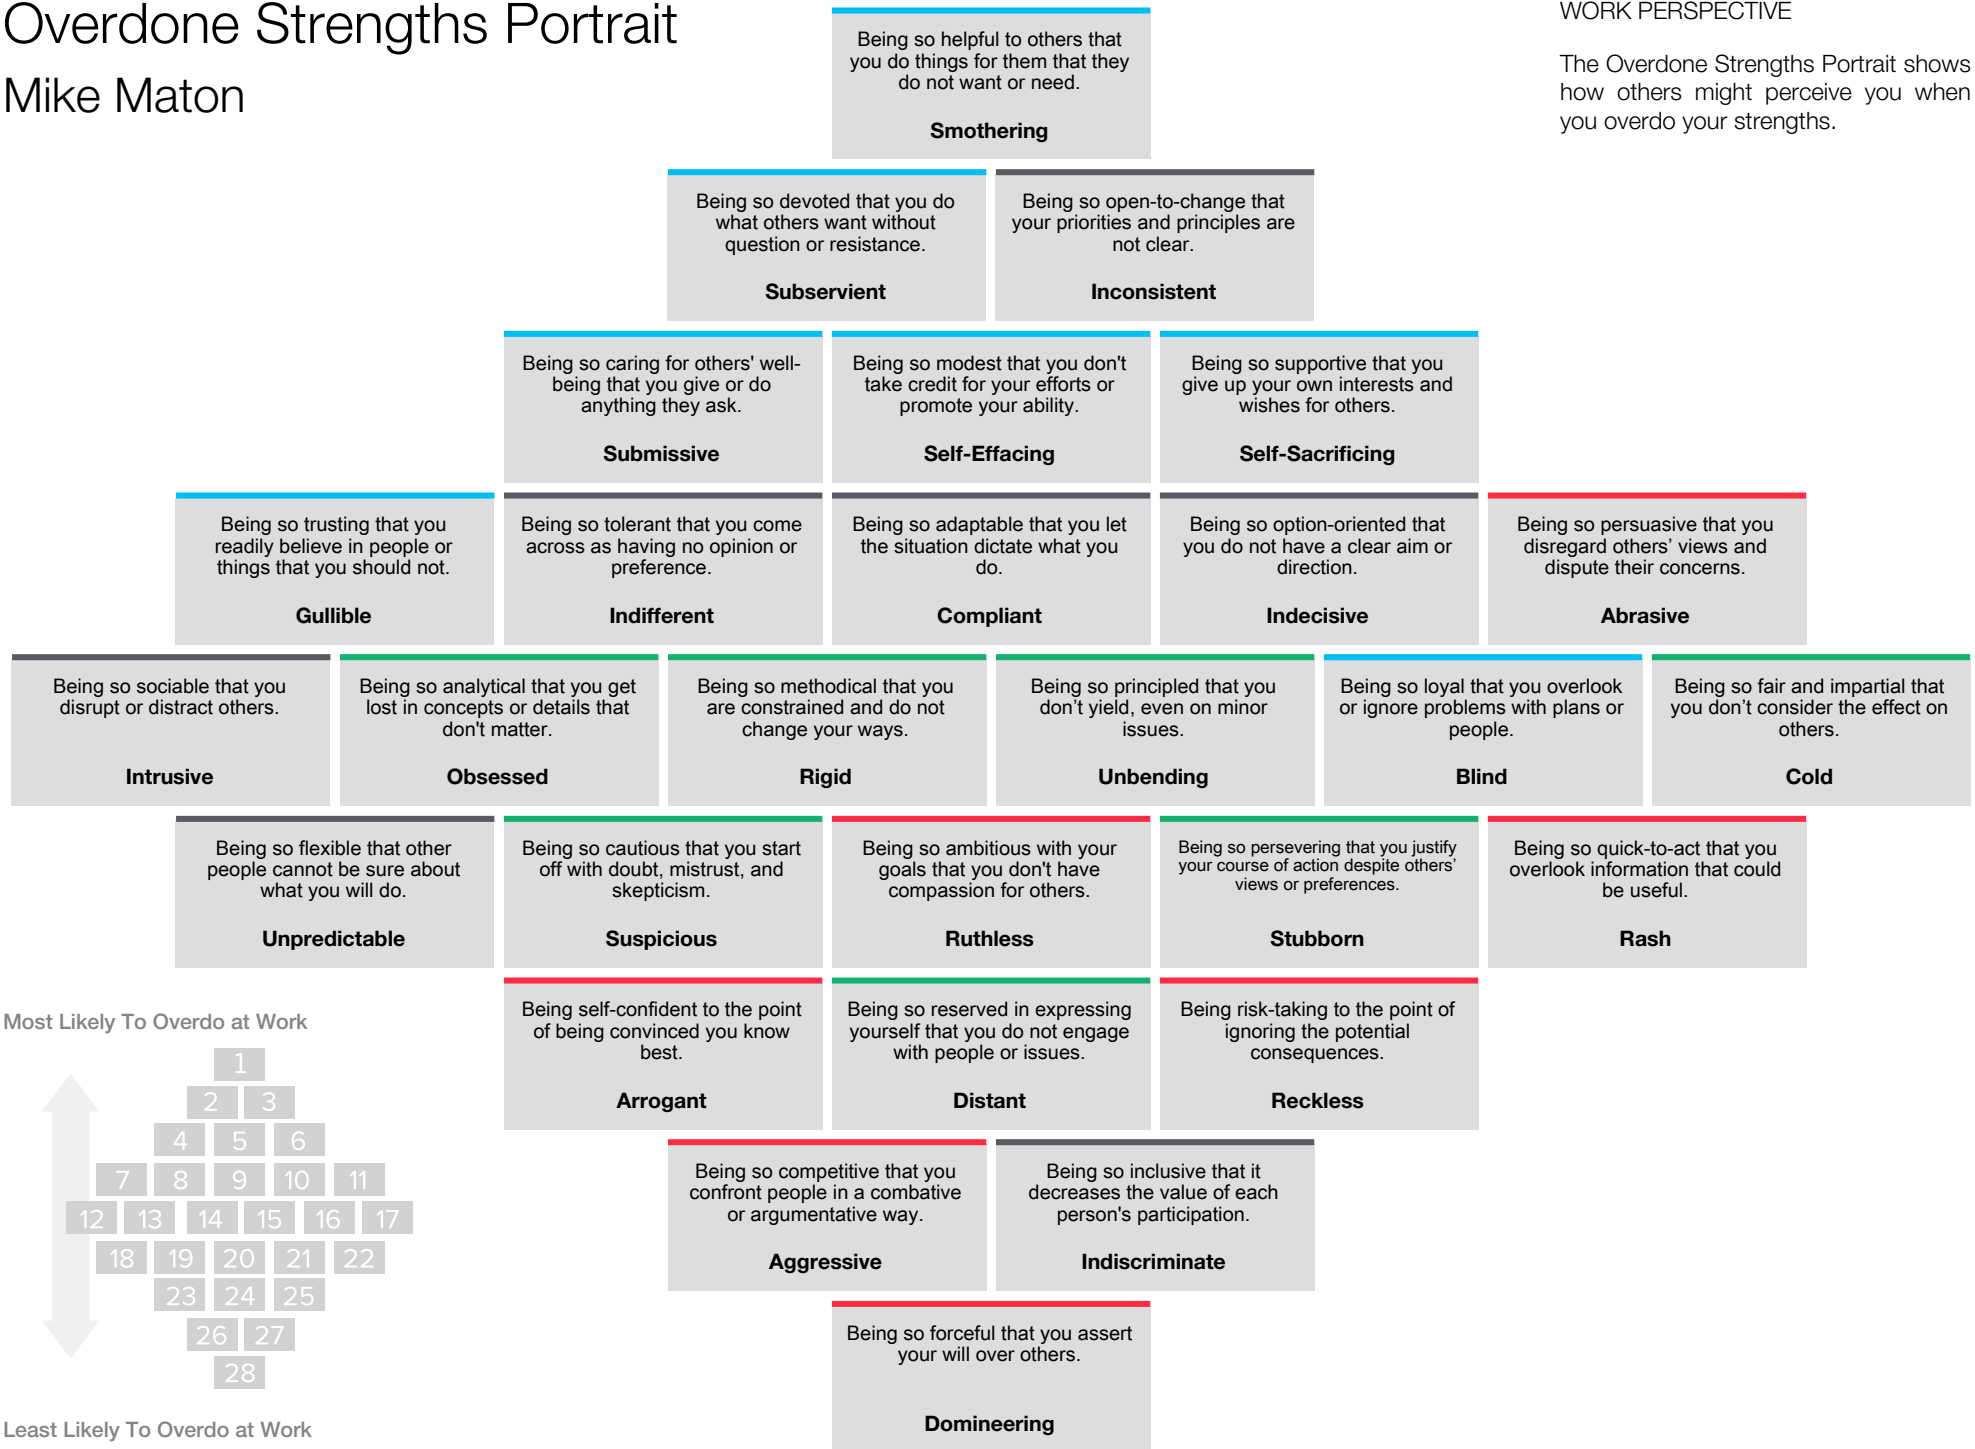 Overdone Strengths Portrait
Mike Maton
WORK PERSPECTIVE
The Overdone Strengths Portrait shows
how others might perceive you when
you overdo your strengths.
Being so helpful to others that
you do things for them that they
do not want or need.
Smothering
Being so devoted that you do
what others want without
question or resistance.
Subservient
Being so open-to-change that
your priorities and principles are
not clear.
Inconsistent
Being so caring for others' well-
being that you give or do
anything they ask.
Submissive
Being so modest that you don't
take credit for your efforts or
promote your ability.
Self-Effacing
Being so supportive that you
give up your own interests and
wishes for others.
Self-Sacrificing
Being so trusting that you
readily believe in people or
things that you should not.
Gullible
Being so tolerant that you come
across as having no opinion or
preference.
Indifferent
Being so adaptable that you let
the situation dictate what you
do.
Compliant
Being so option-oriented that
you do not have a clear aim or
direction.
Indecisive
Being so persuasive that you
disregard others’ views and
dispute their concerns.
Abrasive
Being so sociable that you
disrupt or distract others.
Intrusive
Being so analytical that you get
lost in concepts or details that
don't matter.
Obsessed
Being so methodical that you
are constrained and do not
change your ways.
Rigid
Being so principled that you
don’t yield, even on minor
issues.
Unbending
Being so loyal that you overlook
or ignore problems with plans or
people.
Blind
Being so fair and impartial that
you don’t consider the effect on
others.
Cold
Being so flexible that other
people cannot be sure about
what you will do.
Unpredictable
Being so cautious that you start
off with doubt, mistrust, and
skepticism.
Suspicious
Being so ambitious with your
goals that you don't have
compassion for others.
Ruthless
Being so persevering that you justify
your course of action despite others’
views or preferences.
Stubborn
Being so quick-to-act that you
overlook information that could
be useful.
Rash
Being self-confident to the point
of being convinced you know
best.
Arrogant
Being so reserved in expressing
yourself that you do not engage
with people or issues.
Distant
Being risk-taking to the point of
ignoring the potential
consequences.
Reckless
Being so competitive that you
confront people in a combative
or argumentative way.
Aggressive
Being so inclusive that it
decreases the value of each
person's participation.
Indiscriminate
Being so forceful that you assert
your will over others.
Domineering
Most Likely To Overdo at Work
1
2 3
4 5 6
7 8 9 10 11
12 13 14 15 16 17
18 19 20 21 22
23 24 25
26 27
28
Least Likely To Overdo at Work